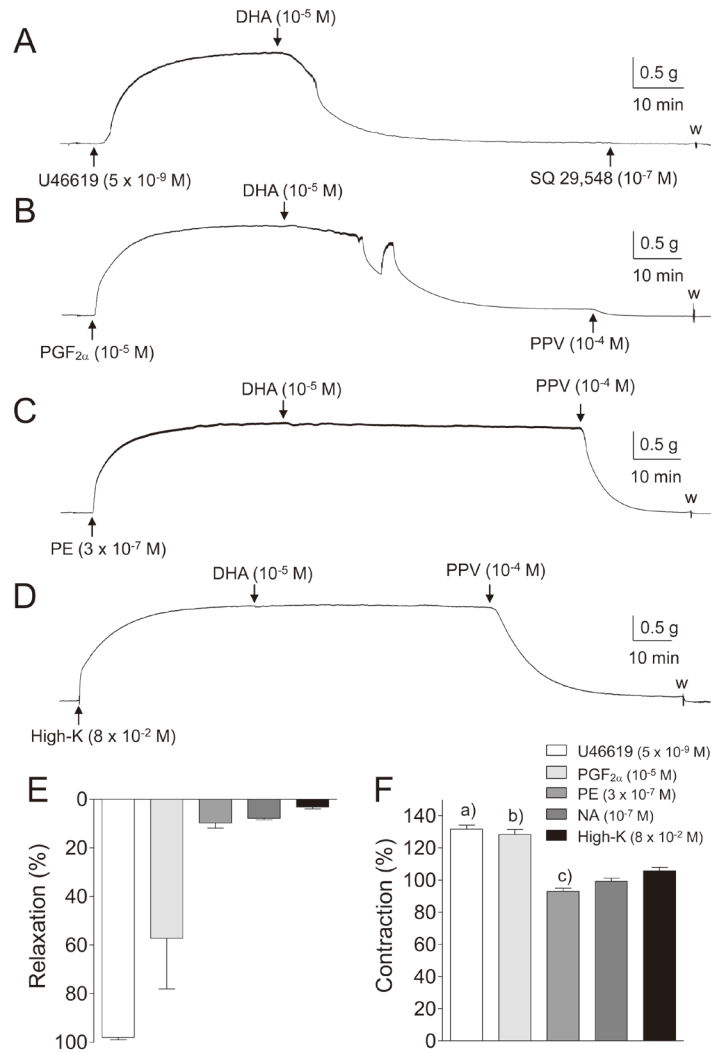 DHA (10⁻⁵ M)
A
0.5 g
10 min
w
U46619 (5 x 10⁻⁹ M)
SQ 29,548 (10⁻⁷ M)
DHA (10⁻⁵ M)
B
0.5 g
10 min
w
PGF₂α (10⁻⁵ M)
PPV (10⁻⁴ M)
DHA (10⁻⁵ M)
PPV (10⁻⁴ M)
C
0.5 g
10 min
w
PE (3 x 10⁻⁷ M)
DHA (10⁻⁵ M)
PPV (10⁻⁴ M)
D
0.5 g
10 min
w
High-K (8 x 10⁻² M)
E
0
20
40
60
80
100
Relaxation (%)
F
U46619 (5 x 10⁻⁹ M)
PGF₂α (10⁻⁵ M)
PE (3 x 10⁻⁷ M)
NA (10⁻⁷ M)
High-K (8 x 10⁻² M)
140
120
100
80
60
40
20
0
Contraction (%)
a)
b)
c)